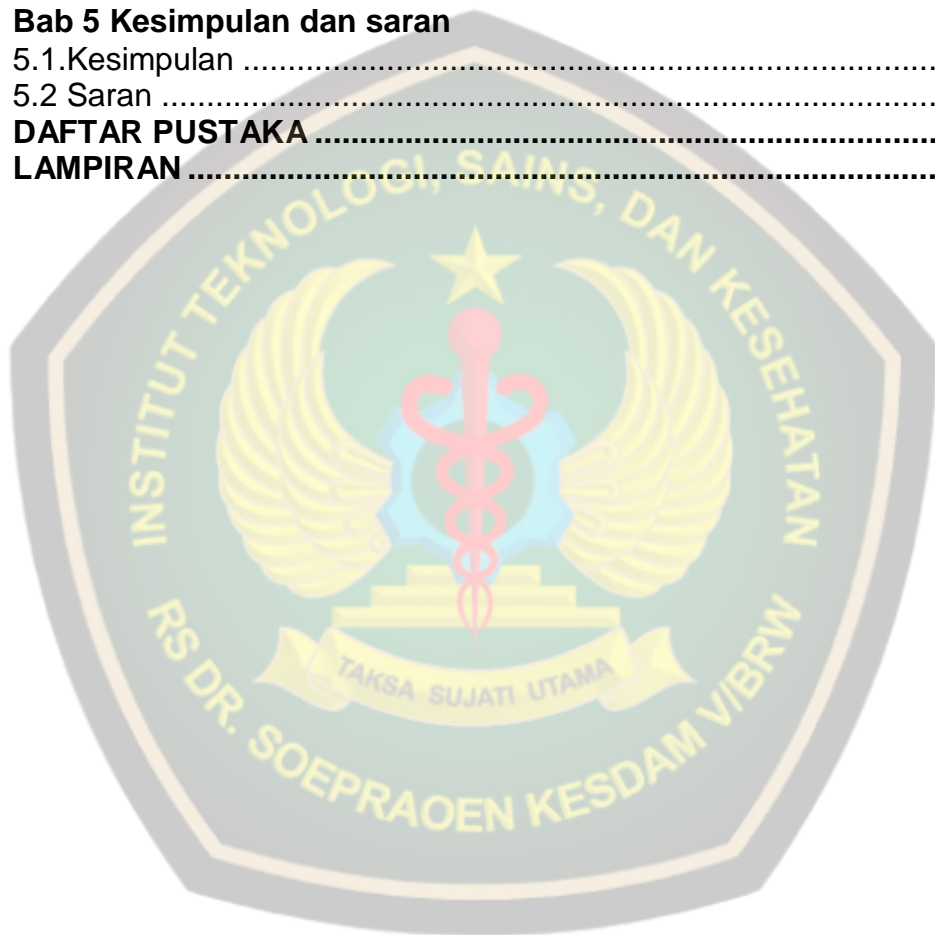 Bab 5 Kesimpulan dan saran
5.1.Kesimpulan ................................................................................
5.2 Saran .........................................................................................
DAFTAR PUSTAKA ........................................................................
LAMPIRAN ......................................................................................
INSTITUT TEKNOLOGI, SAINS, DAN KESEHATAN
TAKSA SUJATI UTAMA
RS DR. SOEPRAOEN KESDAM V/BRW